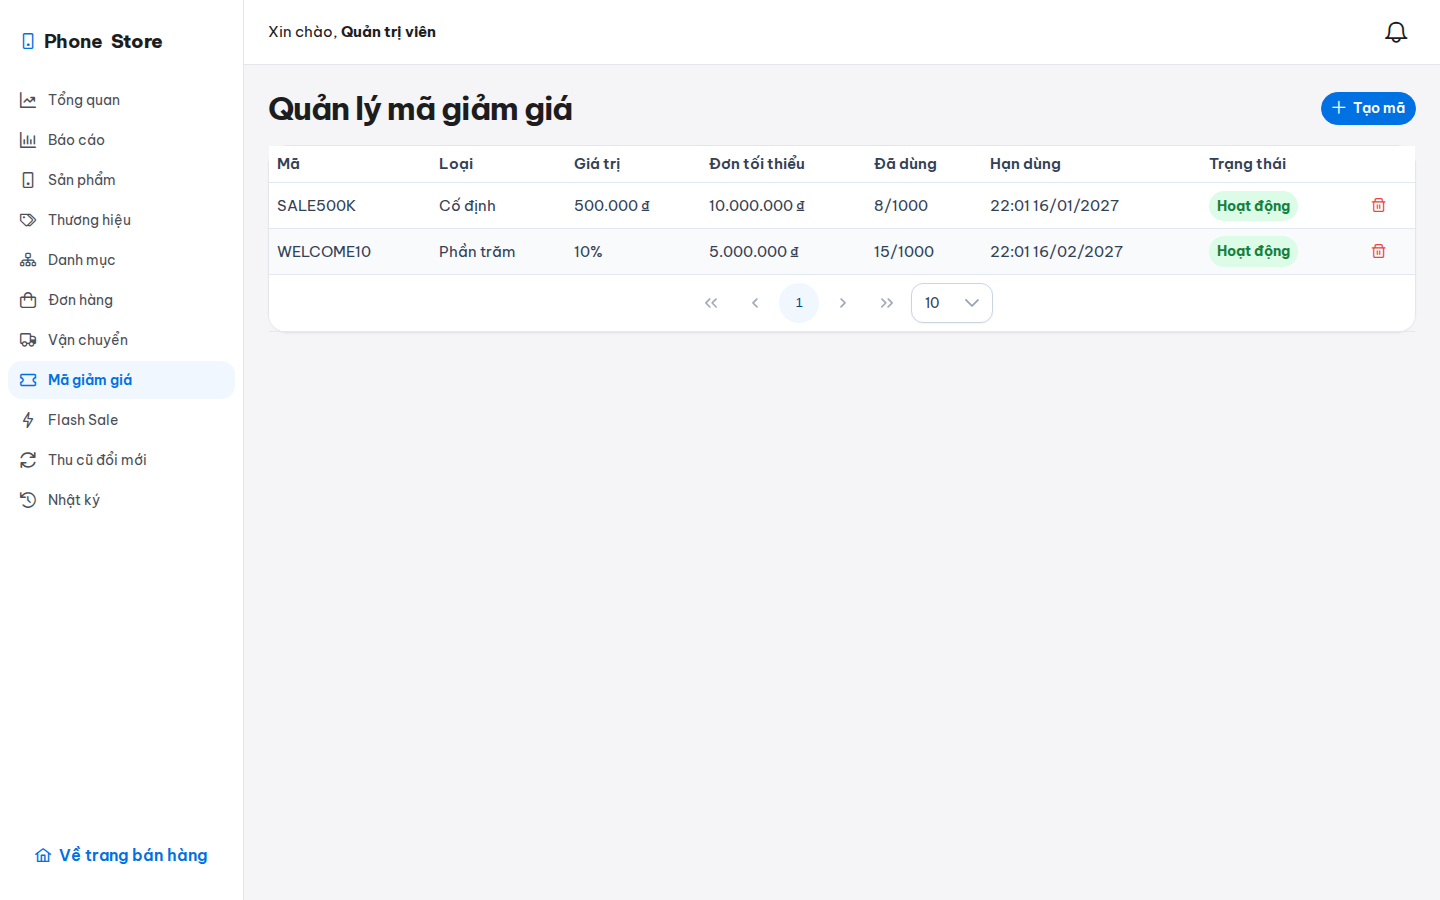 Phone Store
Xin chào, Quản trị viên
Tổng quan
Báo cáo
Sản phẩm
Thương hiệu
Danh mục
Đơn hàng
Vận chuyển
Mã giảm giá
Flash Sale
Thu cũ đổi mới
Nhật ký
Về trang bán hàng
Quản lý mã giảm giá
Tạo mã
Mã Loại Giá trị Đơn tối thiểu Đã dùng Hạn dùng Trạng thái
SALE500K Cố định 500.000 ₫ 10.000.000 ₫ 8/1000 22:01 16/01/2027 Hoạt động
WELCOME10 Phần trăm 10% 5.000.000 ₫ 15/1000 22:01 16/02/2027 Hoạt động
1 10